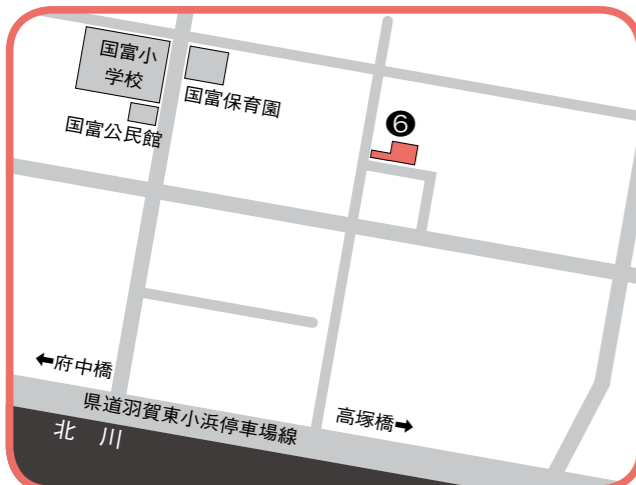 国富小
学校
国富保育園
国富公民館
❻
←府中橋
県道羽賀東小浜停車場線
高塚橋→
北 川